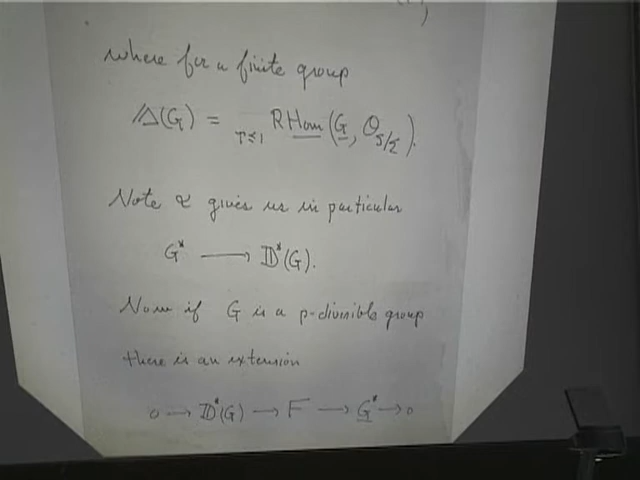 where for a finite group
Δ(G) = τ≤1 RHom(G, O_{S/Σ}).
Note α gives us in particular
G* → 𝔻*(G).
Now if G is a p-divisible group
there is an extension
0 → 𝔻*(G) → F → G* → 0